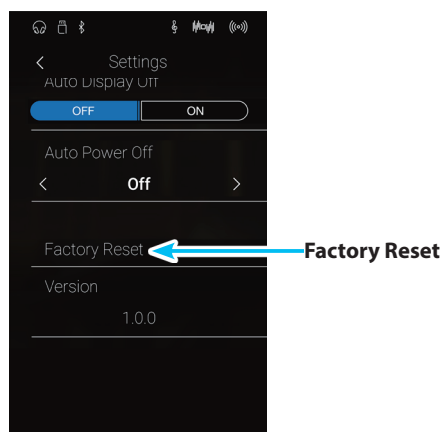 Settings
Auto Display Off
OFF ON
Auto Power Off
Off
Factory Reset
Factory Reset
Version
1.0.0